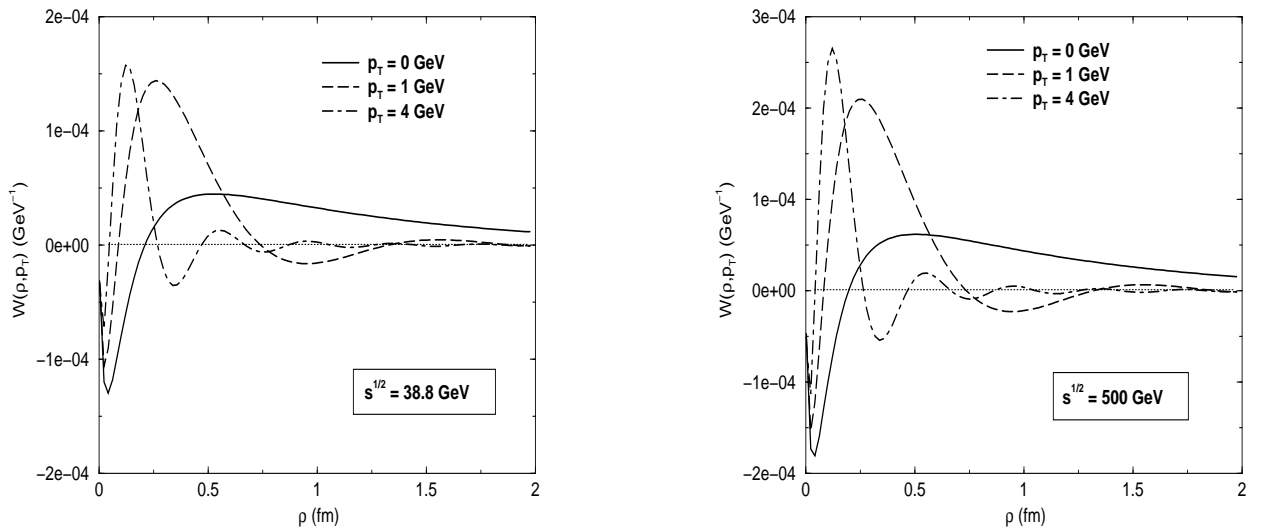 2e−04
1e−04
0e+00
−1e−04
−2e−04
W(ρ,p_T) (GeV⁻¹)
p_T = 0 GeV
p_T = 1 GeV
p_T = 4 GeV
s^{1/2} = 38.8 GeV
0 0.5 1 1.5 2
ρ (fm)
3e−04
2e−04
1e−04
0e+00
−1e−04
−2e−04
W(ρ,p_T) (GeV⁻¹)
p_T = 0 GeV
p_T = 1 GeV
p_T = 4 GeV
s^{1/2} = 500 GeV
0 0.5 1 1.5 2
ρ (fm)